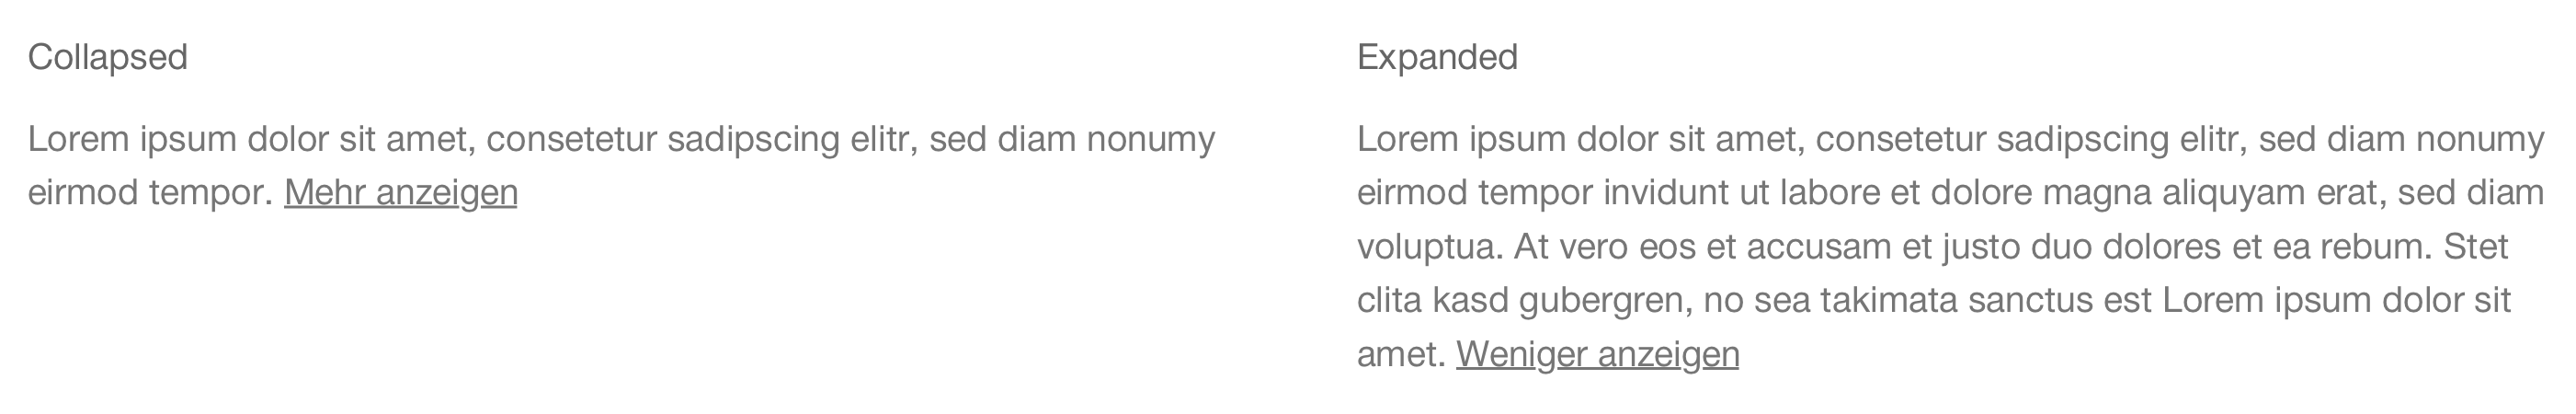 Collapsed
Lorem ipsum dolor sit amet, consetetur sadipscing elitr, sed diam nonumy
eirmod tempor. Mehr anzeigen
Expanded
Lorem ipsum dolor sit amet, consetetur sadipscing elitr, sed diam nonumy
eirmod tempor invidunt ut labore et dolore magna aliquyam erat, sed diam
voluptua. At vero eos et accusam et justo duo dolores et ea rebum. Stet
clita kasd gubergren, no sea takimata sanctus est Lorem ipsum dolor sit
amet. Weniger anzeigen